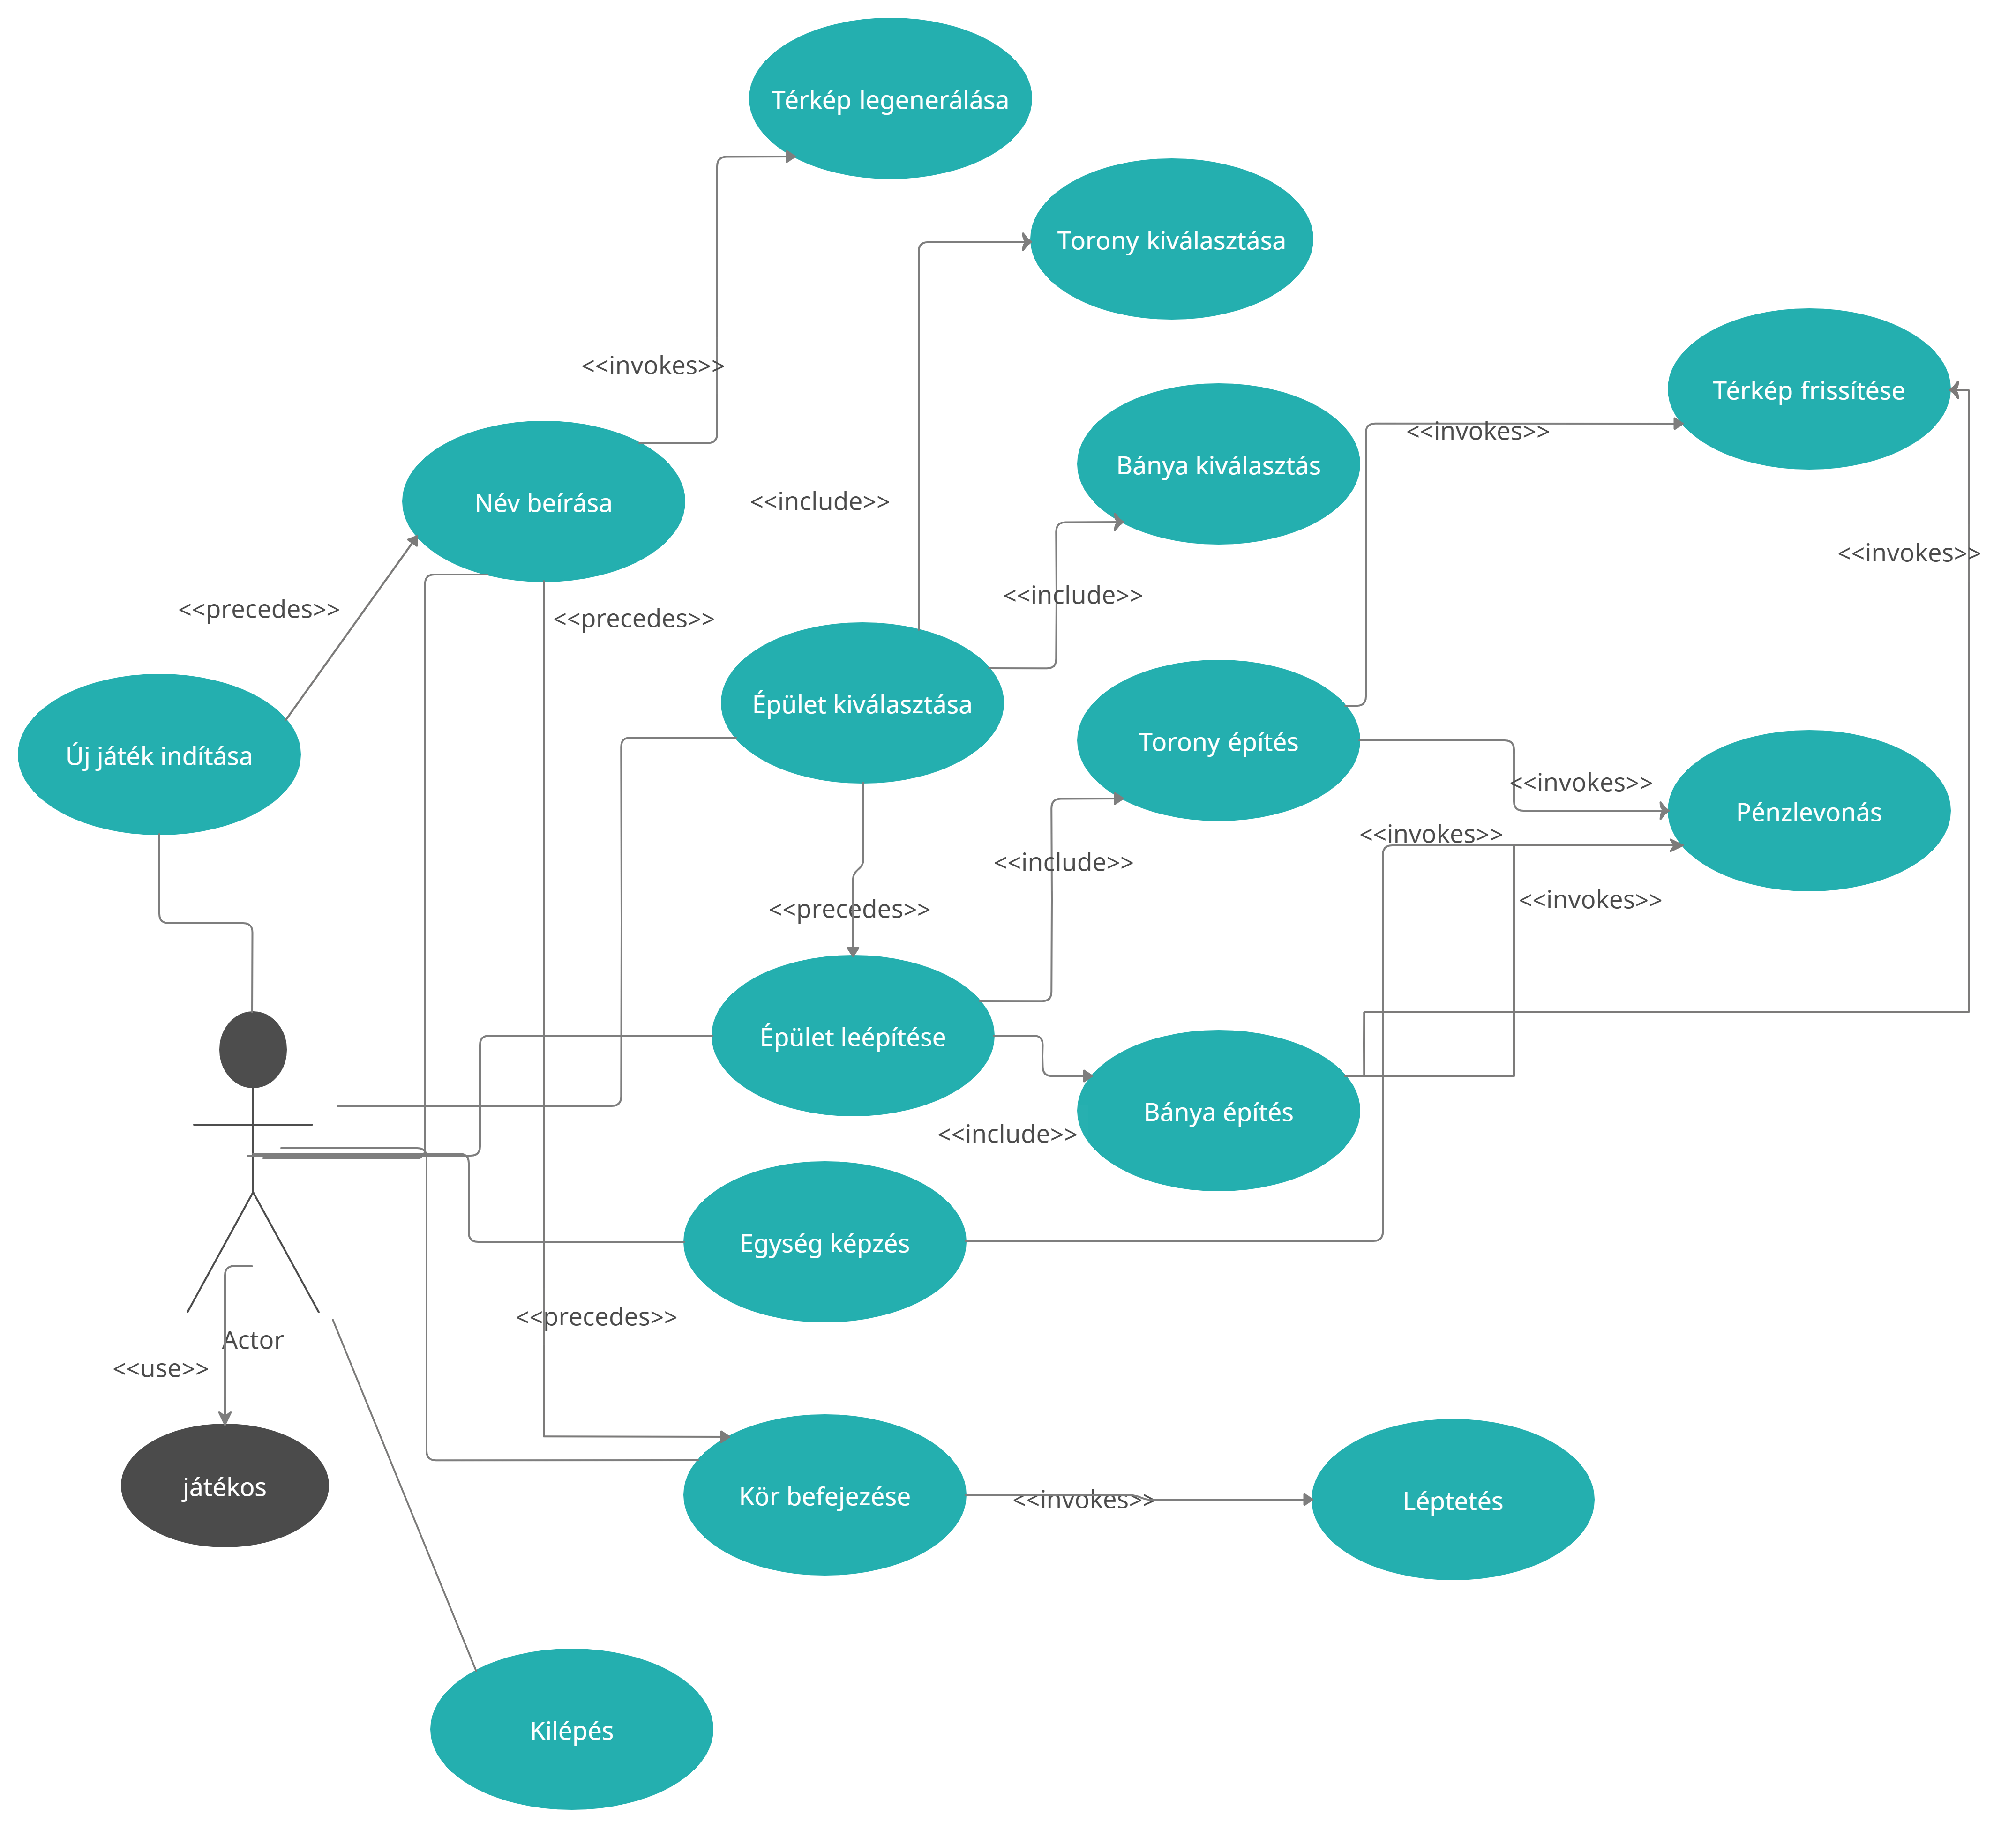 Térkép legenerálása
Torony kiválasztása
<<invokes>>
Térkép frissítése
<<invokes>>
Bánya kiválasztás
Név beírása
<<include>>
<<invokes>>
<<include>>
<<precedes>>
<<precedes>>
Épület kiválasztása
Torony építés
Új játék indítása
<<invokes>>
Pénzlevonás
<<invokes>>
<<include>>
<<invokes>>
<<precedes>>
Épület leépítése
Bánya építés
<<include>>
Egység képzés
<<precedes>>
Actor
<<use>>
játékos
Kör befejezése
<<invokes>>
Léptetés
Kilépés